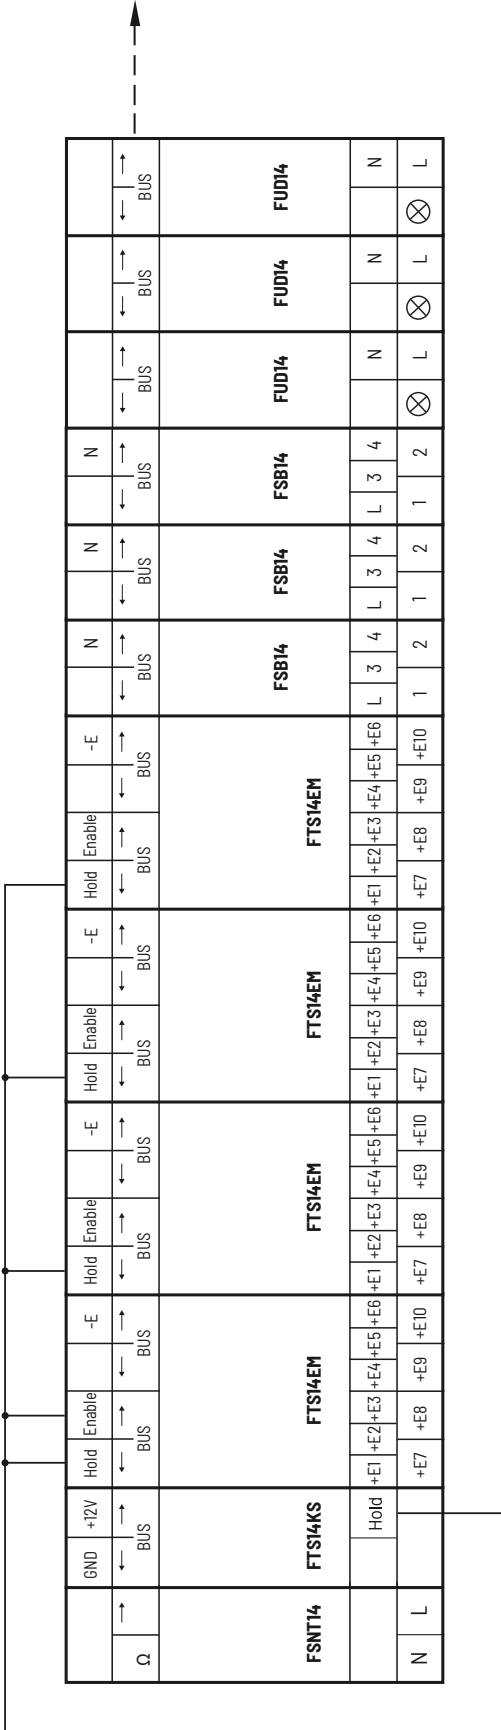 GND +12V Hold Enable -E Hold Enable -E Hold Enable -E Hold Enable -E N N N
Ω BUS BUS BUS BUS BUS BUS BUS BUS BUS BUS BUS BUS BUS BUS BUS
FSNT14 FTS14KS FTS14EM FTS14EM FTS14EM FTS14EM FSB14 FSB14 FSB14 FUD14 FUD14 FUD14
Hold +E1 +E2 +E3 +E4 +E5 +E6 +E1 +E2 +E3 +E4 +E5 +E6 +E1 +E2 +E3 +E4 +E5 +E6 +E1 +E2 +E3 +E4 +E5 +E6 L 3 4 L 3 4 L 3 4 N N N
N L +E7 +E8 +E9 +E10 +E7 +E8 +E9 +E10 +E7 +E8 +E9 +E10 +E7 +E8 +E9 +E10 1 2 1 2 1 2 L L L